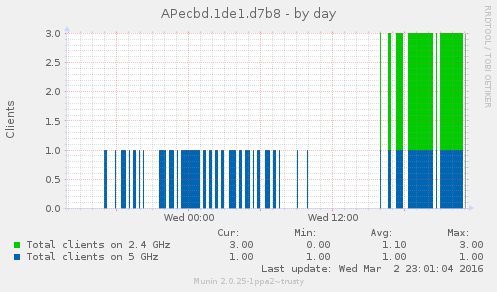 APecbd.1de1.d7b8 - by day
RRDTOOL / TOBI OETIKER
Clients
3.0
2.5
2.0
1.5
1.0
0.5
0.0
Wed 00:00 Wed 12:00
Cur: Min: Avg: Max:
Total clients on 2.4 GHz 3.00 0.00 1.10 3.00
Total clients on 5 GHz 1.00 1.00 1.00 1.00
Last update: Wed Mar 2 23:01:04 2016
Munin 2.0.25-1ppa2~trusty